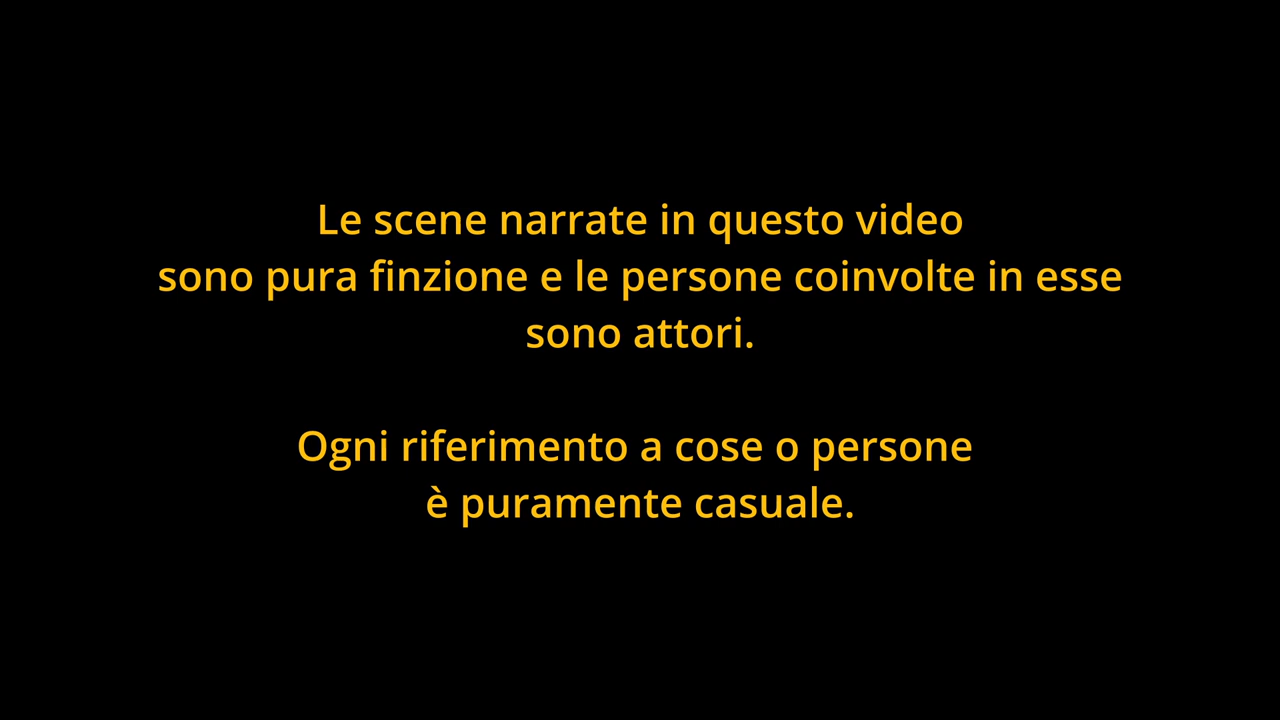 Le scene narrate in questo video
sono pura finzione e le persone coinvolte in esse
sono attori.
Ogni riferimento a cose o persone
è puramente casuale.